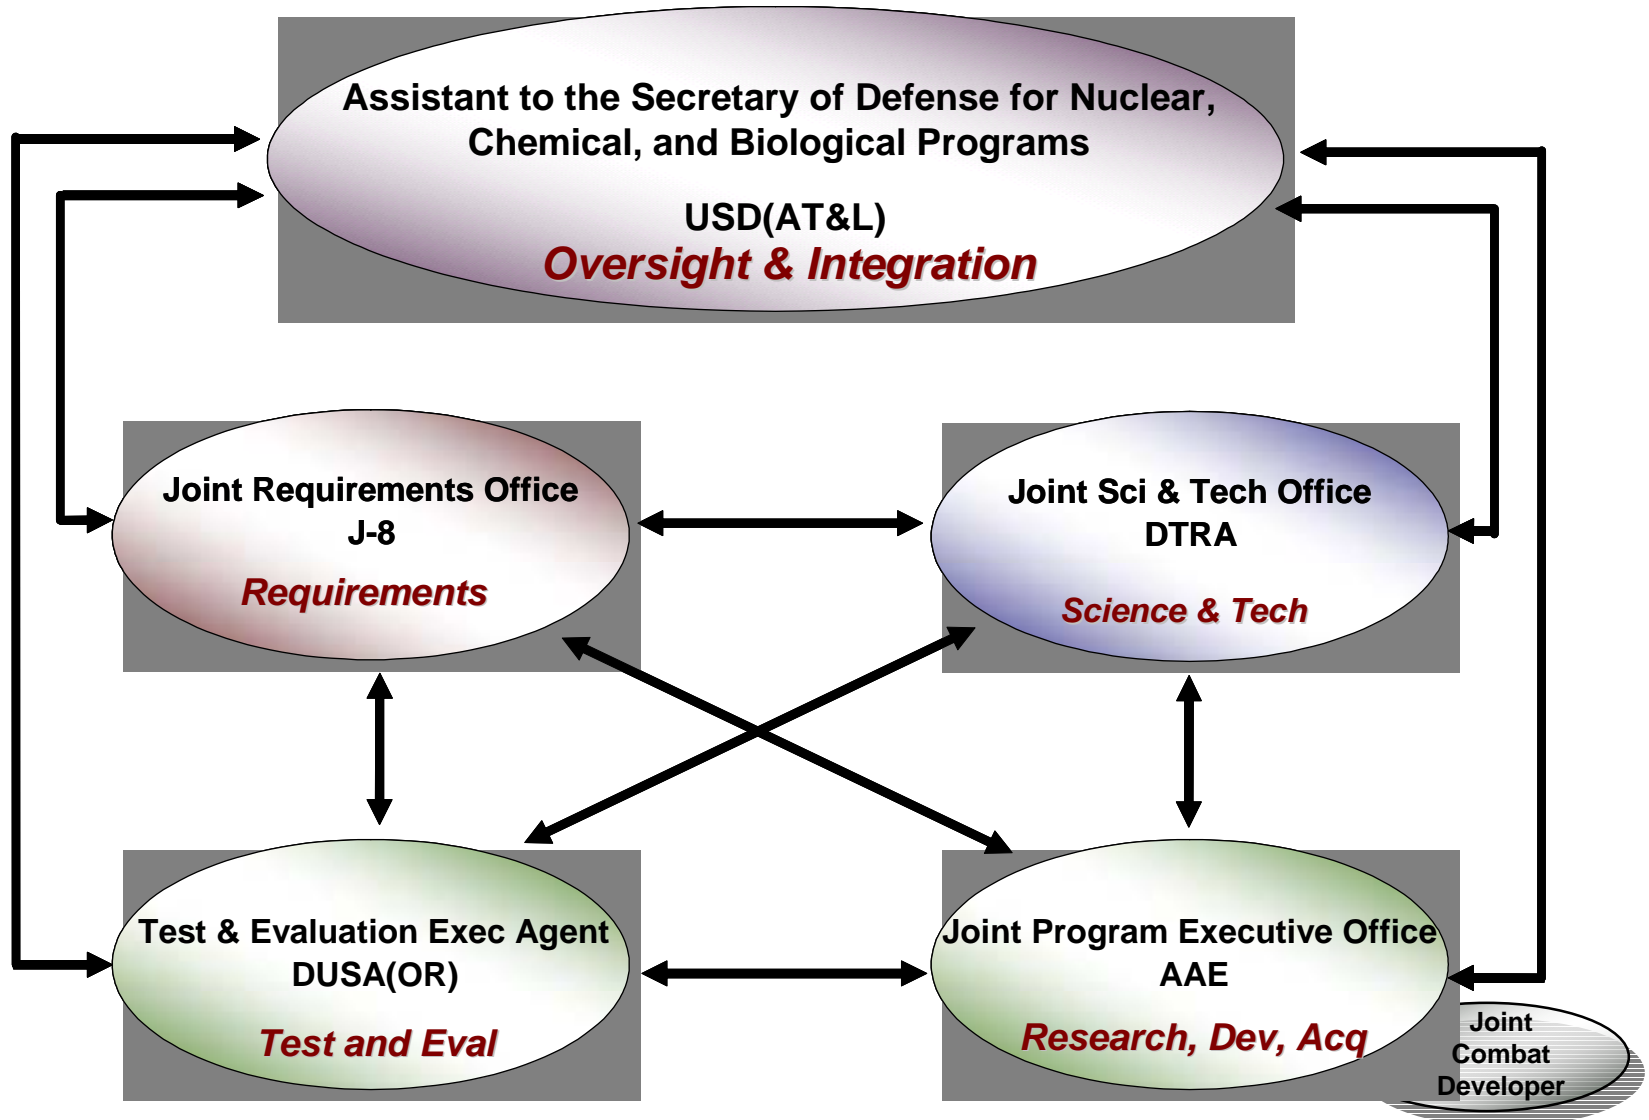 Assistant to the Secretary of Defense for Nuclear,
Chemical, and Biological Programs
USD(AT&L)
Oversight & Integration
Joint Requirements Office
J-8
Requirements
Joint Sci & Tech Office
DTRA
Science & Tech
Test & Evaluation Exec Agent
DUSA(OR)
Test and Eval
Joint Program Executive Office
AAE
Research, Dev, Acq
Joint
Combat
Developer